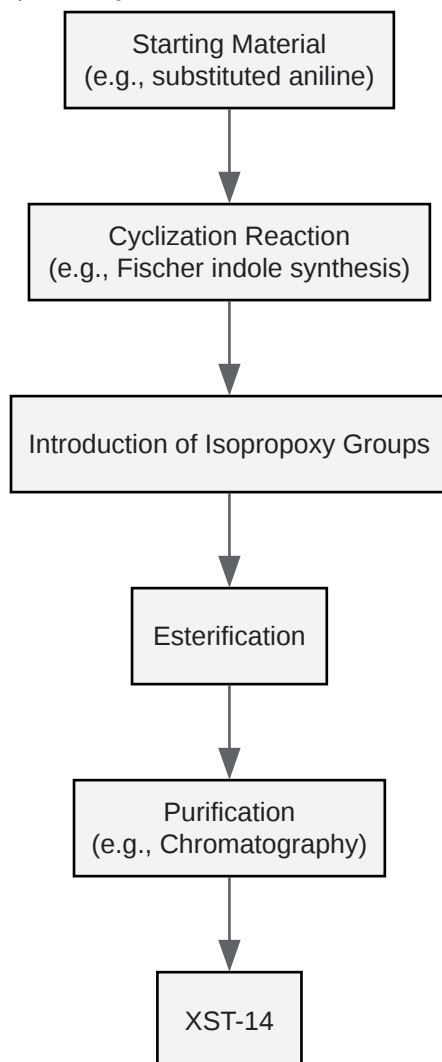 Starting Material
(e.g., substituted aniline)
Cyclization Reaction
(e.g., Fischer indole synthesis)
Introduction of Isopropoxy Groups
Esterification
Purification
(e.g., Chromatography)
XST-14